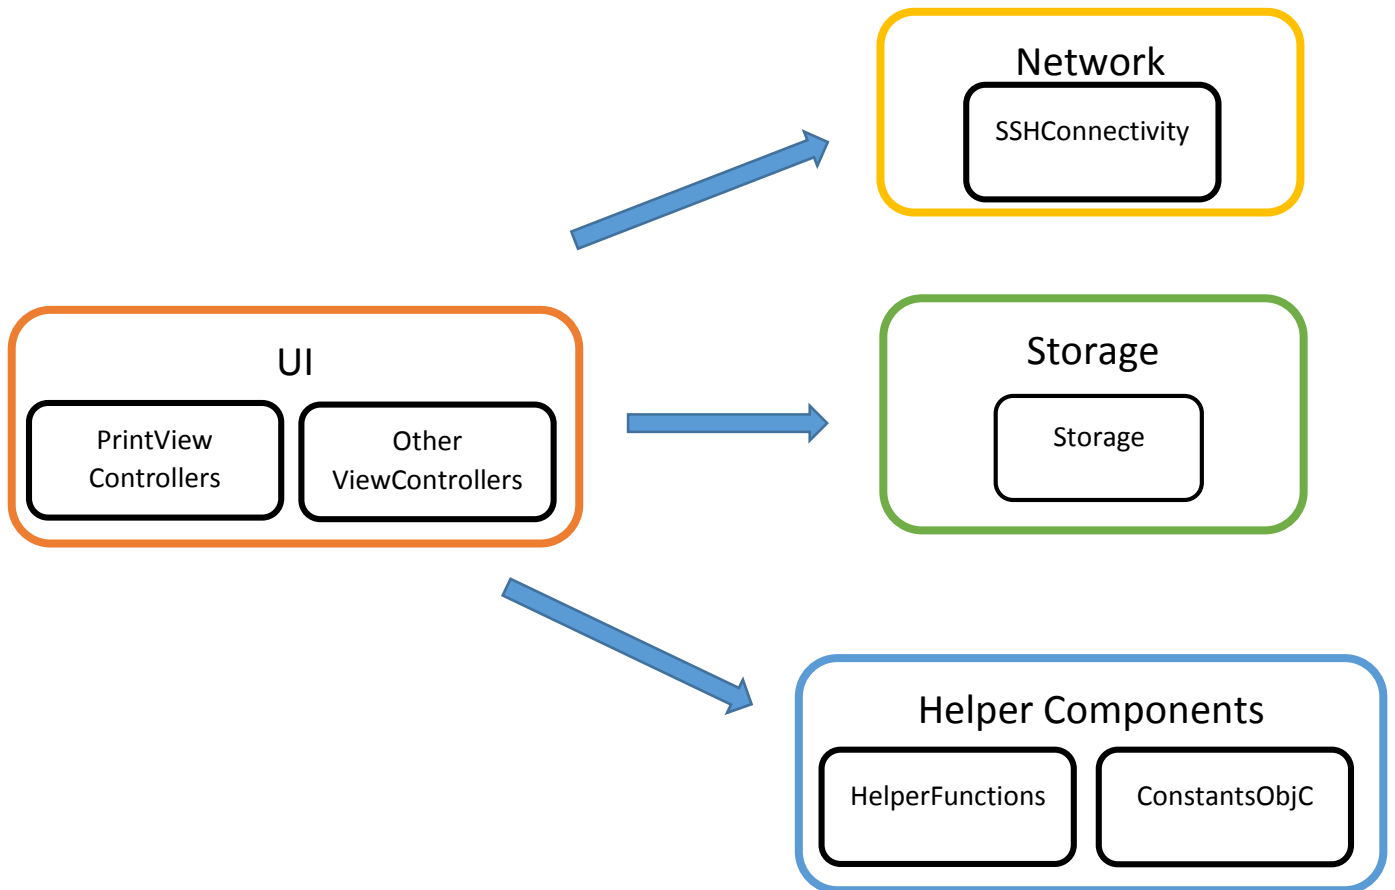 Network
SSHConnectivity
UI
PrintView
Controllers
Other
ViewControllers
Storage
Storage
Helper Components
HelperFunctions
ConstantsObjC